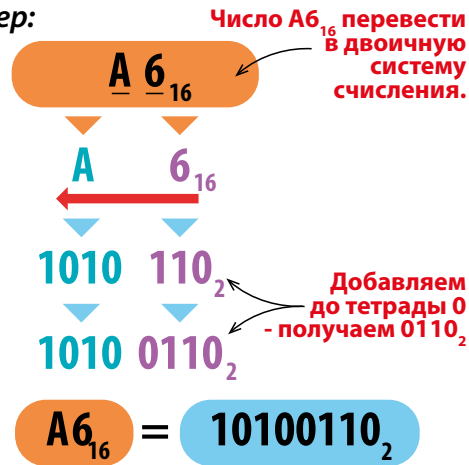 ер:
Число A6₁₆ перевести
в двоичную
систему
счисления.
A 6₁₆
A 6₁₆
1010 110₂
Добавляем
до тетрады 0
- получаем 0110₂
1010 0110₂
A6₁₆ = 10100110₂